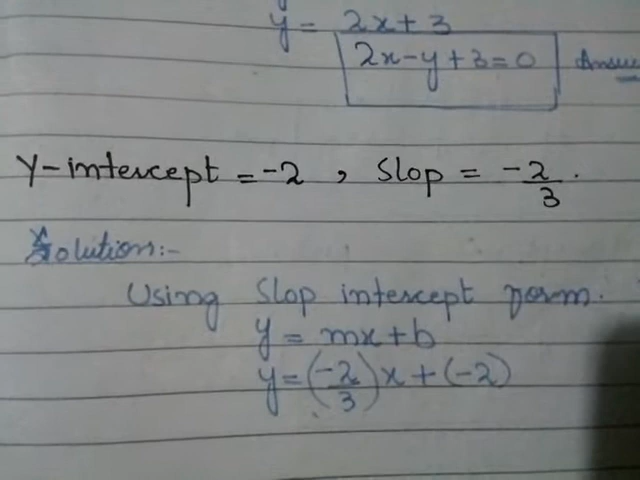 y = 2x + 3
2x - y + 3 = 0
Y-intercept = -2 , Slop = -2/3 .
Solution:-
Using Slop intercept form.
y = mx + b
y = (-2/3)x + (-2)